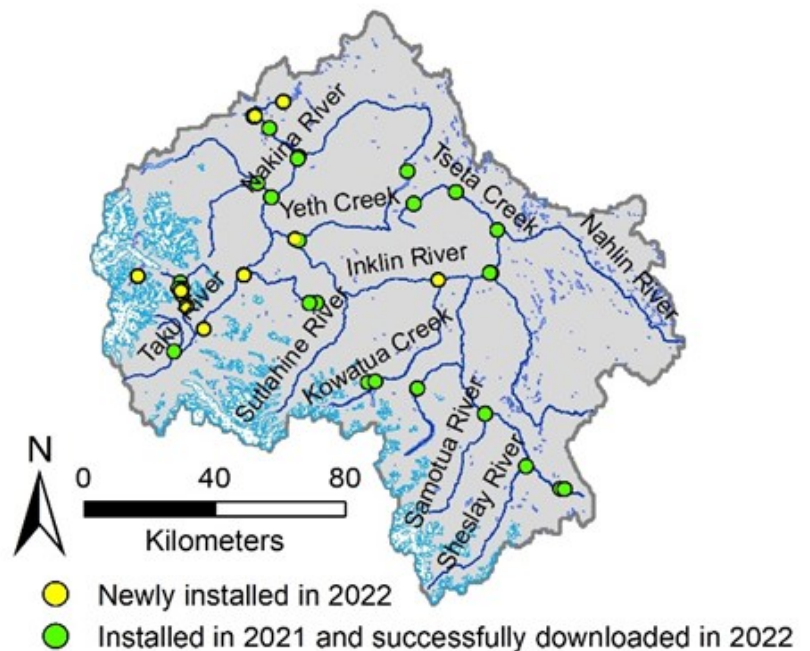 Nakina River
Tseta Creek
Yeth Creek
Nahlin River
Inklin River
Taku River
Sutlahine River
Kowatua Creek
Samotua River
Sheslay River
N
0 40 80
Kilometers
Newly installed in 2022
Installed in 2021 and successfully downloaded in 2022